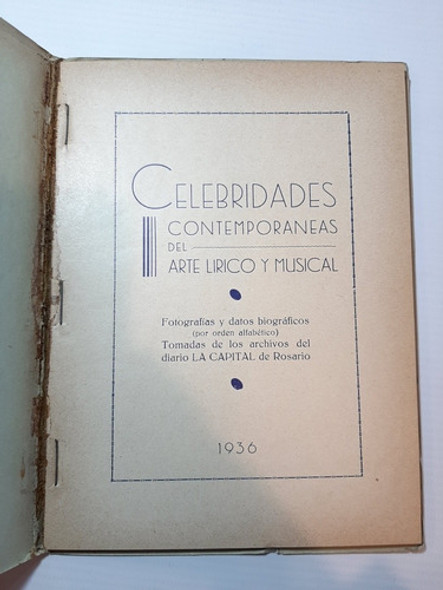 CELEBRIDADES
CONTEMPORANEAS
DEL
ARTE LIRICO Y MUSICAL
Fotografías y datos biográficos
(por orden alfabético)
Tomadas de los archivos del
diario LA CAPITAL de Rosario
1936